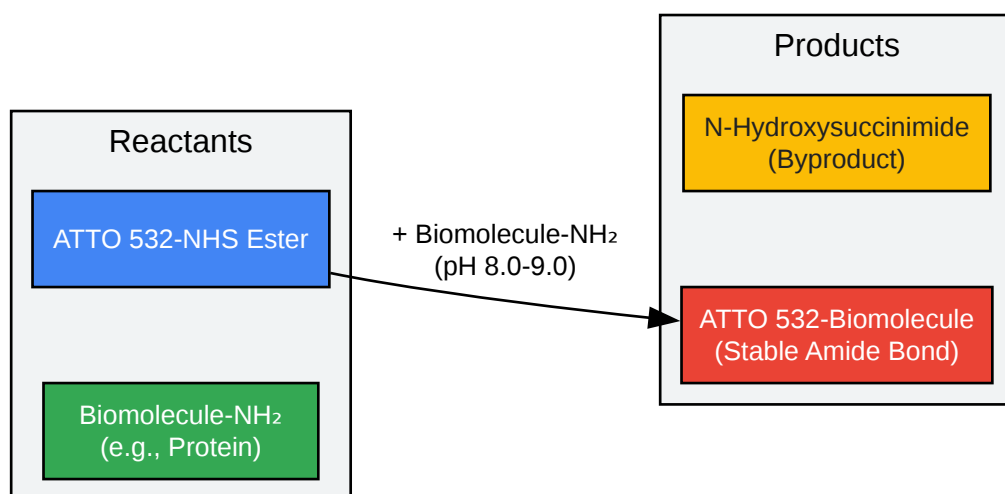 Reactants
ATTO 532-NHS Ester
Biomolecule-NH₂
(e.g., Protein)
+ Biomolecule-NH₂
(pH 8.0-9.0)
Products
N-Hydroxysuccinimide
(Byproduct)
ATTO 532-Biomolecule
(Stable Amide Bond)